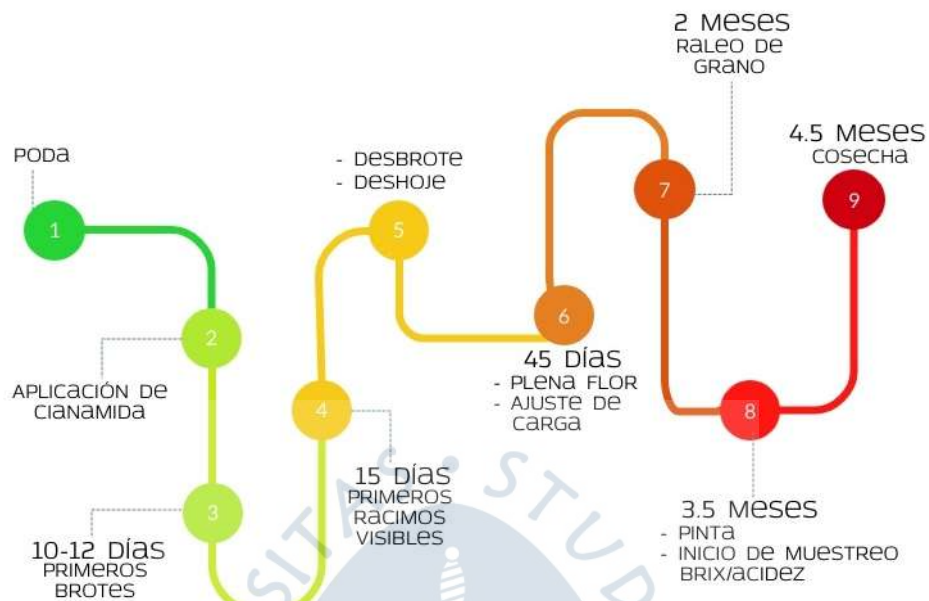 PODA
1
2
APLICACIÓN DE
CIANAMIDA
3
10-12 DÍAS
PRIMEROS
BROTES
4
15 DÍAS
PRIMEROS
RACIMOS
VISIBLES
- DESBROTE
- DESHOJE
5
6
45 DÍAS
- PLENA FLOR
- AJUSTE DE
CARGA
2 MESES
RALEO DE
GRANO
7
8
3.5 MESES
- PINTA
- INICIO DE MUESTREO
BRIX/ACIDEZ
4.5 MESES
COSECHA
9
SITAS • STUD